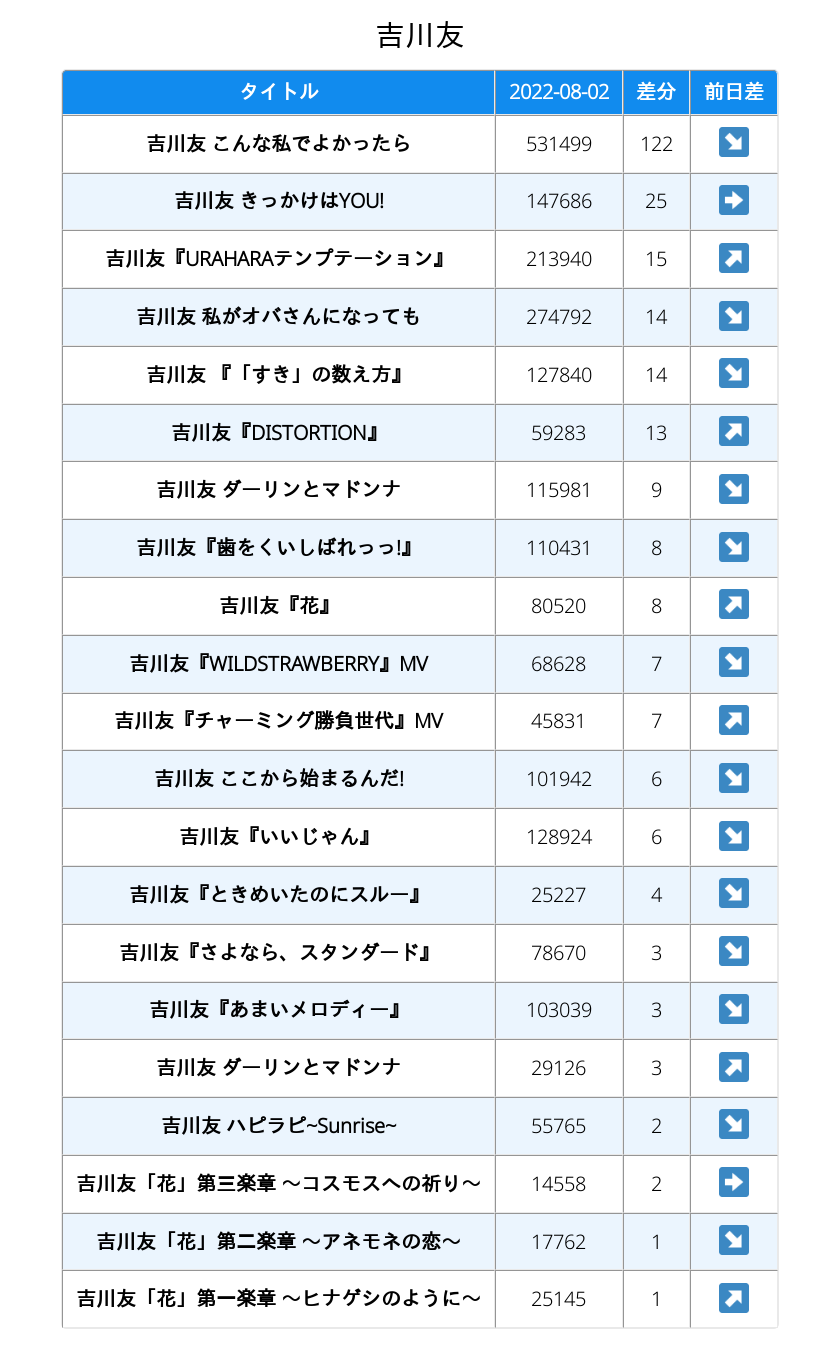 吉川友
タイトル 2022-08-02 差分 前日差
吉川友 こんな私でよかったら 531499 122 ↘
吉川友 きっかけはYOU! 147686 25 ➡
吉川友『URAHARAテンプテーション』 213940 15 ↗
吉川友 私がオバさんになっても 274792 14 ↘
吉川友 『「すき」の数え方』 127840 14 ↘
吉川友『DISTORTION』 59283 13 ↗
吉川友 ダーリンとマドンナ 115981 9 ↘
吉川友『歯をくいしばれっっ!』 110431 8 ↘
吉川友『花』 80520 8 ↗
吉川友『WILDSTRAWBERRY』MV 68628 7 ↘
吉川友『チャーミング勝負世代』MV 45831 7 ↗
吉川友 ここから始まるんだ! 101942 6 ↘
吉川友『いいじゃん』 128924 6 ↘
吉川友『ときめいたのにスルー』 25227 4 ↘
吉川友『さよなら、スタンダード』 78670 3 ↘
吉川友『あまいメロディー』 103039 3 ↘
吉川友 ダーリンとマドンナ 29126 3 ↗
吉川友 ハピラピ~Sunrise~ 55765 2 ↘
吉川友「花」第三楽章 〜コスモスへの祈り〜 14558 2 ➡
吉川友「花」第二楽章 〜アネモネの恋〜 17762 1 ↘
吉川友「花」第一楽章 〜ヒナゲシのように〜 25145 1 ↗